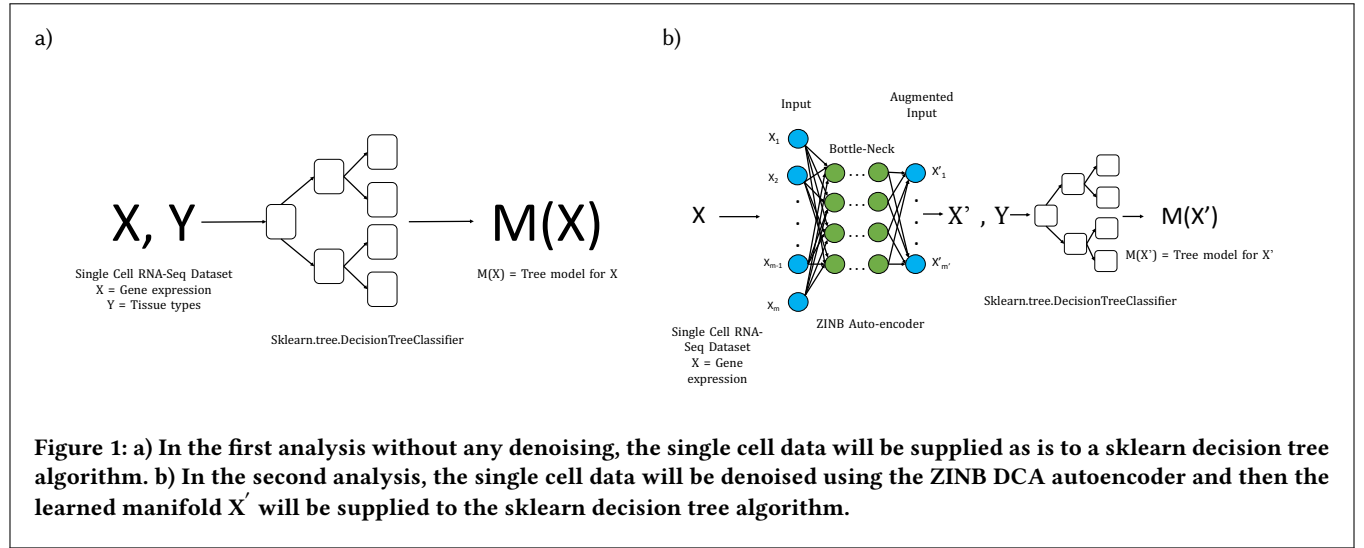 a)
X, Y
Single Cell RNA-Seq Dataset
X = Gene expression
Y = Tissue types
Sklearn.tree.DecisionTreeClassifier
M(X)
M(X) = Tree model for X
b)
X
Single Cell RNA-
Seq Dataset
X = Gene
expression
Input
X1
X2
.
.
.
Xm-1
Xm
Bottle-Neck
...
...
...
...
ZINB Auto-encoder
Augmented
Input
X'1
.
.
.
X'm'
X' , Y
Sklearn.tree.DecisionTreeClassifier
M(X')
M(X') = Tree model for X'
Figure 1: a) In the first analysis without any denoising, the single cell data will be supplied as is to a sklearn decision tree
algorithm. b) In the second analysis, the single cell data will be denoised using the ZINB DCA autoencoder and then the
learned manifold X′ will be supplied to the sklearn decision tree algorithm.